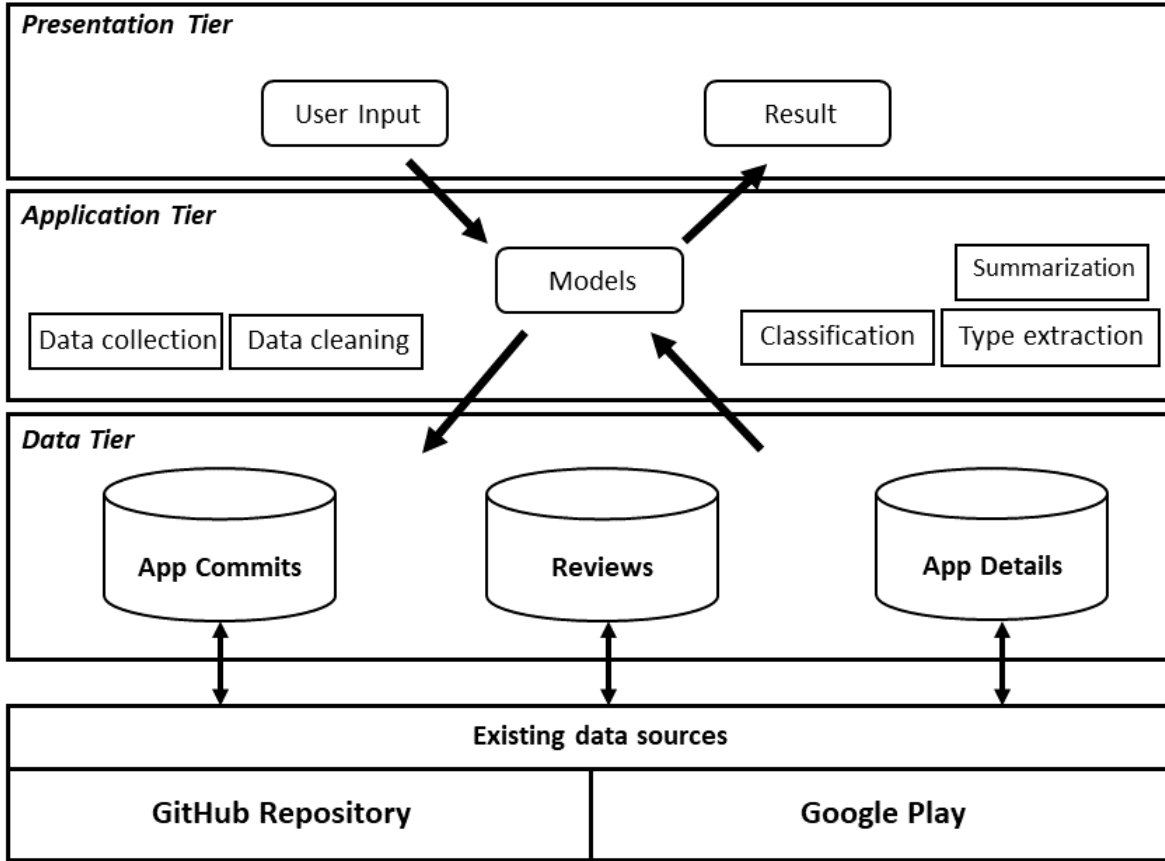 Presentation Tier
User Input
Result
Application Tier
Models
Summarization
Data collection
Data cleaning
Classification
Type extraction
Data Tier
App Commits
Reviews
App Details
Existing data sources
GitHub Repository
Google Play